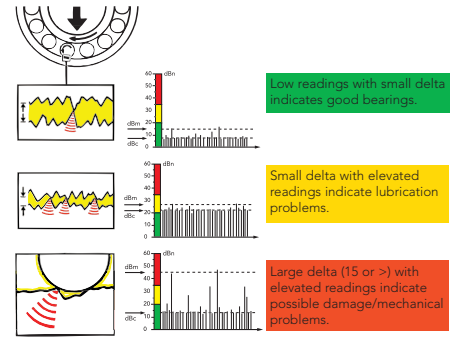 60
dBn
50
40
30
20
10
0
dBm
dBc
Low readings with small delta
indicates good bearings.
60
dBn
50
40
30
20
10
0
dBm
dBc
Small delta with elevated
readings indicate lubrication
problems.
60
dBn
50
40
30
20
10
0
dBm
dBc
Large delta (15 or >) with
elevated readings indicate
possible damage/mechanical
problems.